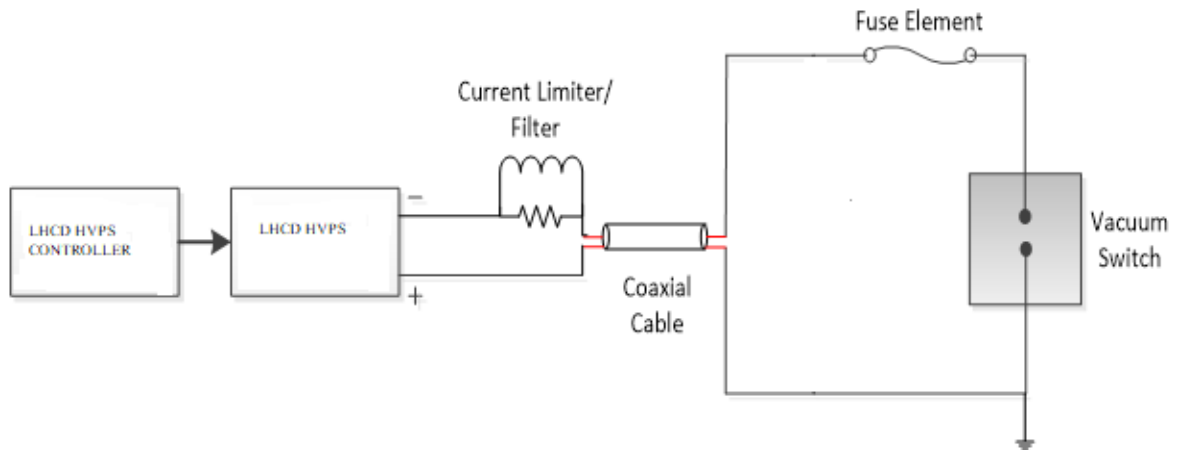 Fuse Element
Current Limiter/
Filter
LHCD HVPS
CONTROLLER
LHCD HVPS
−
+
Coaxial
Cable
Vacuum
Switch